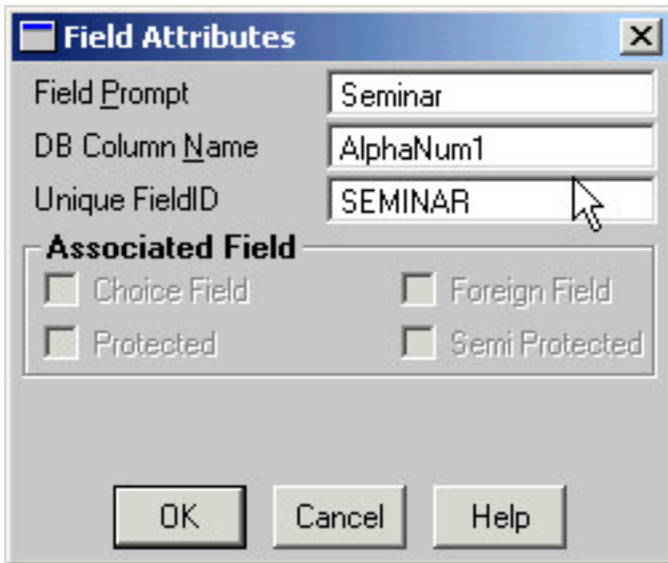 Field Attributes
Field Prompt Seminar
DB Column Name AlphaNum1
Unique FieldID SEMINAR
Associated Field
Choice Field Foreign Field
Protected Semi Protected
OK Cancel Help